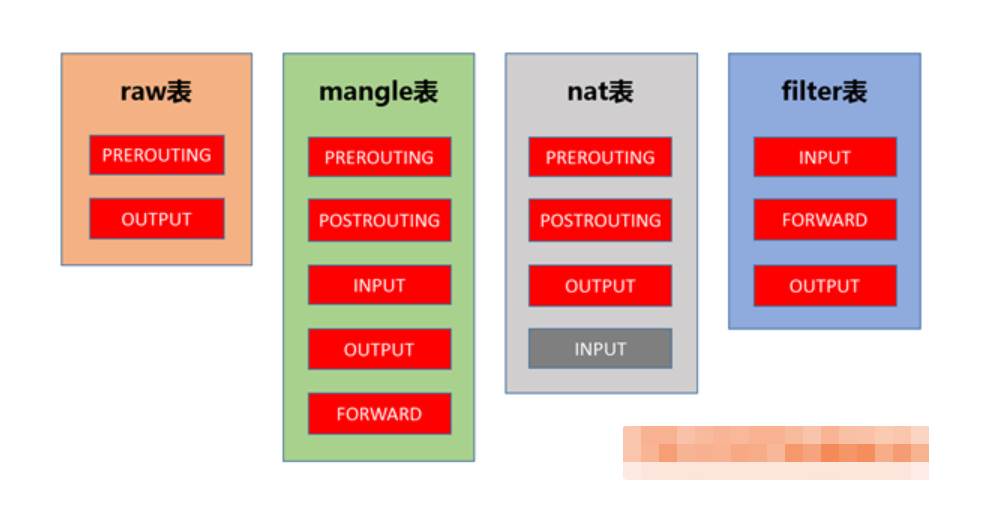 raw表
PREROUTING
OUTPUT
mangle表
PREROUTING
POSTROUTING
INPUT
OUTPUT
FORWARD
nat表
PREROUTING
POSTROUTING
OUTPUT
INPUT
filter表
INPUT
FORWARD
OUTPUT